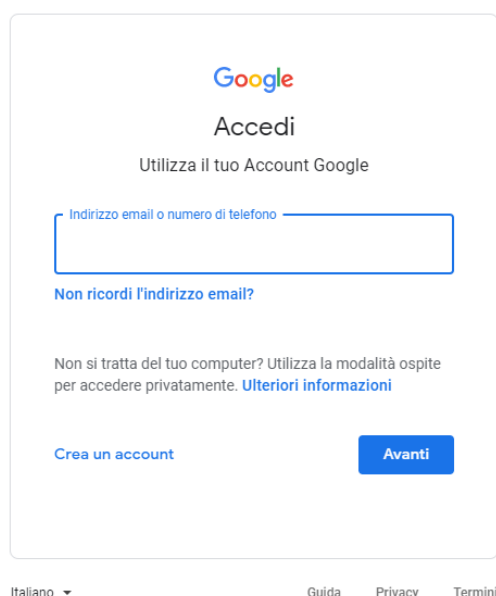 Google
Accedi
Utilizza il tuo Account Google
Indirizzo email o numero di telefono
Non ricordi l'indirizzo email?
Non si tratta del tuo computer? Utilizza la modalità ospite
per accedere privatamente. Ulteriori informazioni
Crea un account Avanti
Italiano Guida Privacy Termini